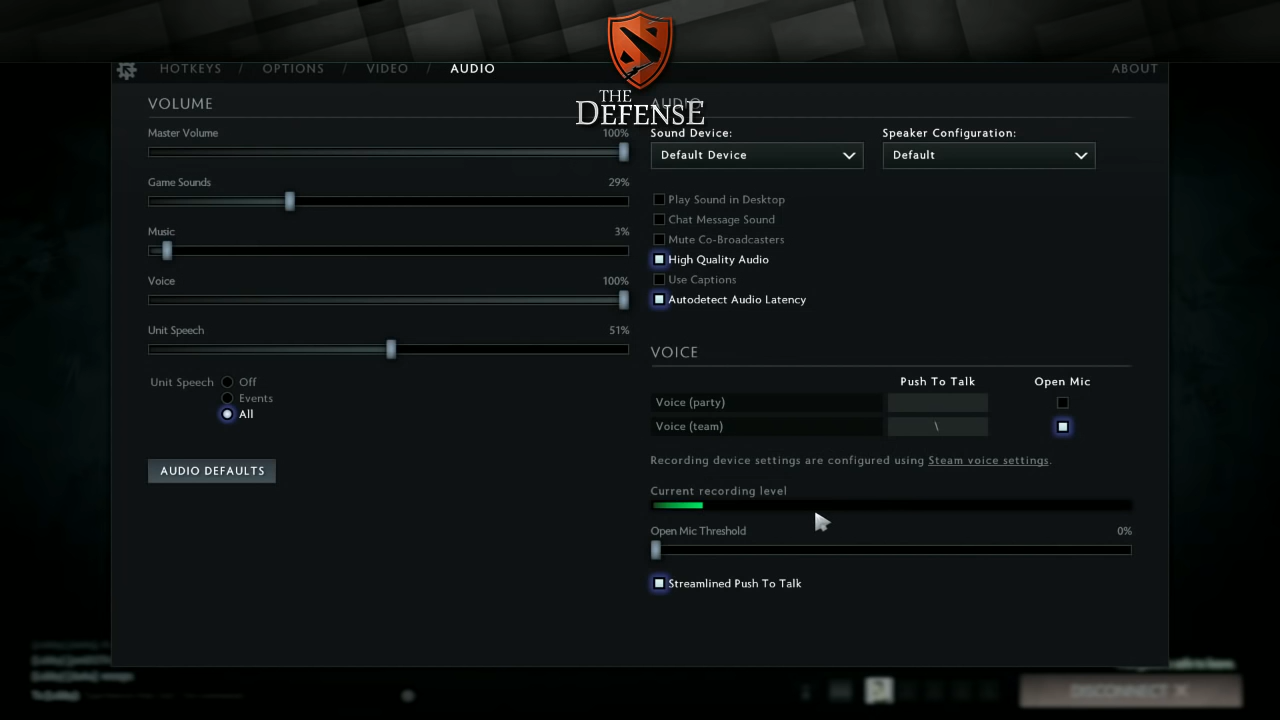 THE
DEFENSE
HOTKEYS / OPTIONS / VIDEO / AUDIO
ABOUT
VOLUME
Master Volume 100%
Game Sounds 29%
Music 3%
Voice 100%
Unit Speech 51%
Unit Speech Off
Events
All
AUDIO DEFAULTS
AUDIO
Sound Device: Speaker Configuration:
Default Device Default
Play Sound in Desktop
Chat Message Sound
Mute Co-Broadcasters
High Quality Audio
Use Captions
Autodetect Audio Latency
VOICE
Push To Talk Open Mic
Voice (party)
Voice (team) \
Recording device settings are configured using Steam voice settings.
Current recording level
Open Mic Threshold 0%
Streamlined Push To Talk
DISCONNECT X